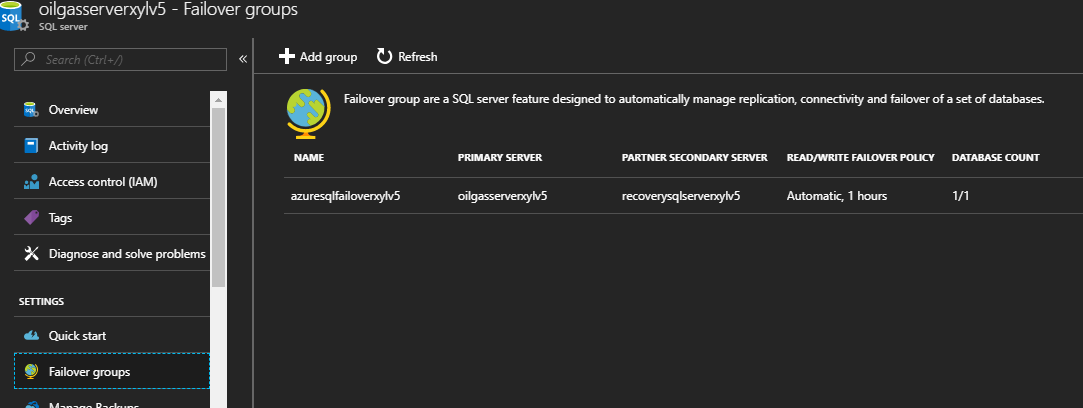 oilgasserverxylv5 - Failover groups
SQL
SQL server
Search (Ctrl+/)
«
Overview
Activity log
Access control (IAM)
Tags
Diagnose and solve problems
SETTINGS
Quick start
Failover groups
Manage Backups
Add group
Refresh
Failover group are a SQL server feature designed to automatically manage replication, connectivity and failover of a set of databases.
NAME PRIMARY SERVER PARTNER SECONDARY SERVER READ/WRITE FAILOVER POLICY DATABASE COUNT
azuresqlfailoverxylv5 oilgasserverxylv5 recoverysqlserverxylv5 Automatic, 1 hours 1/1